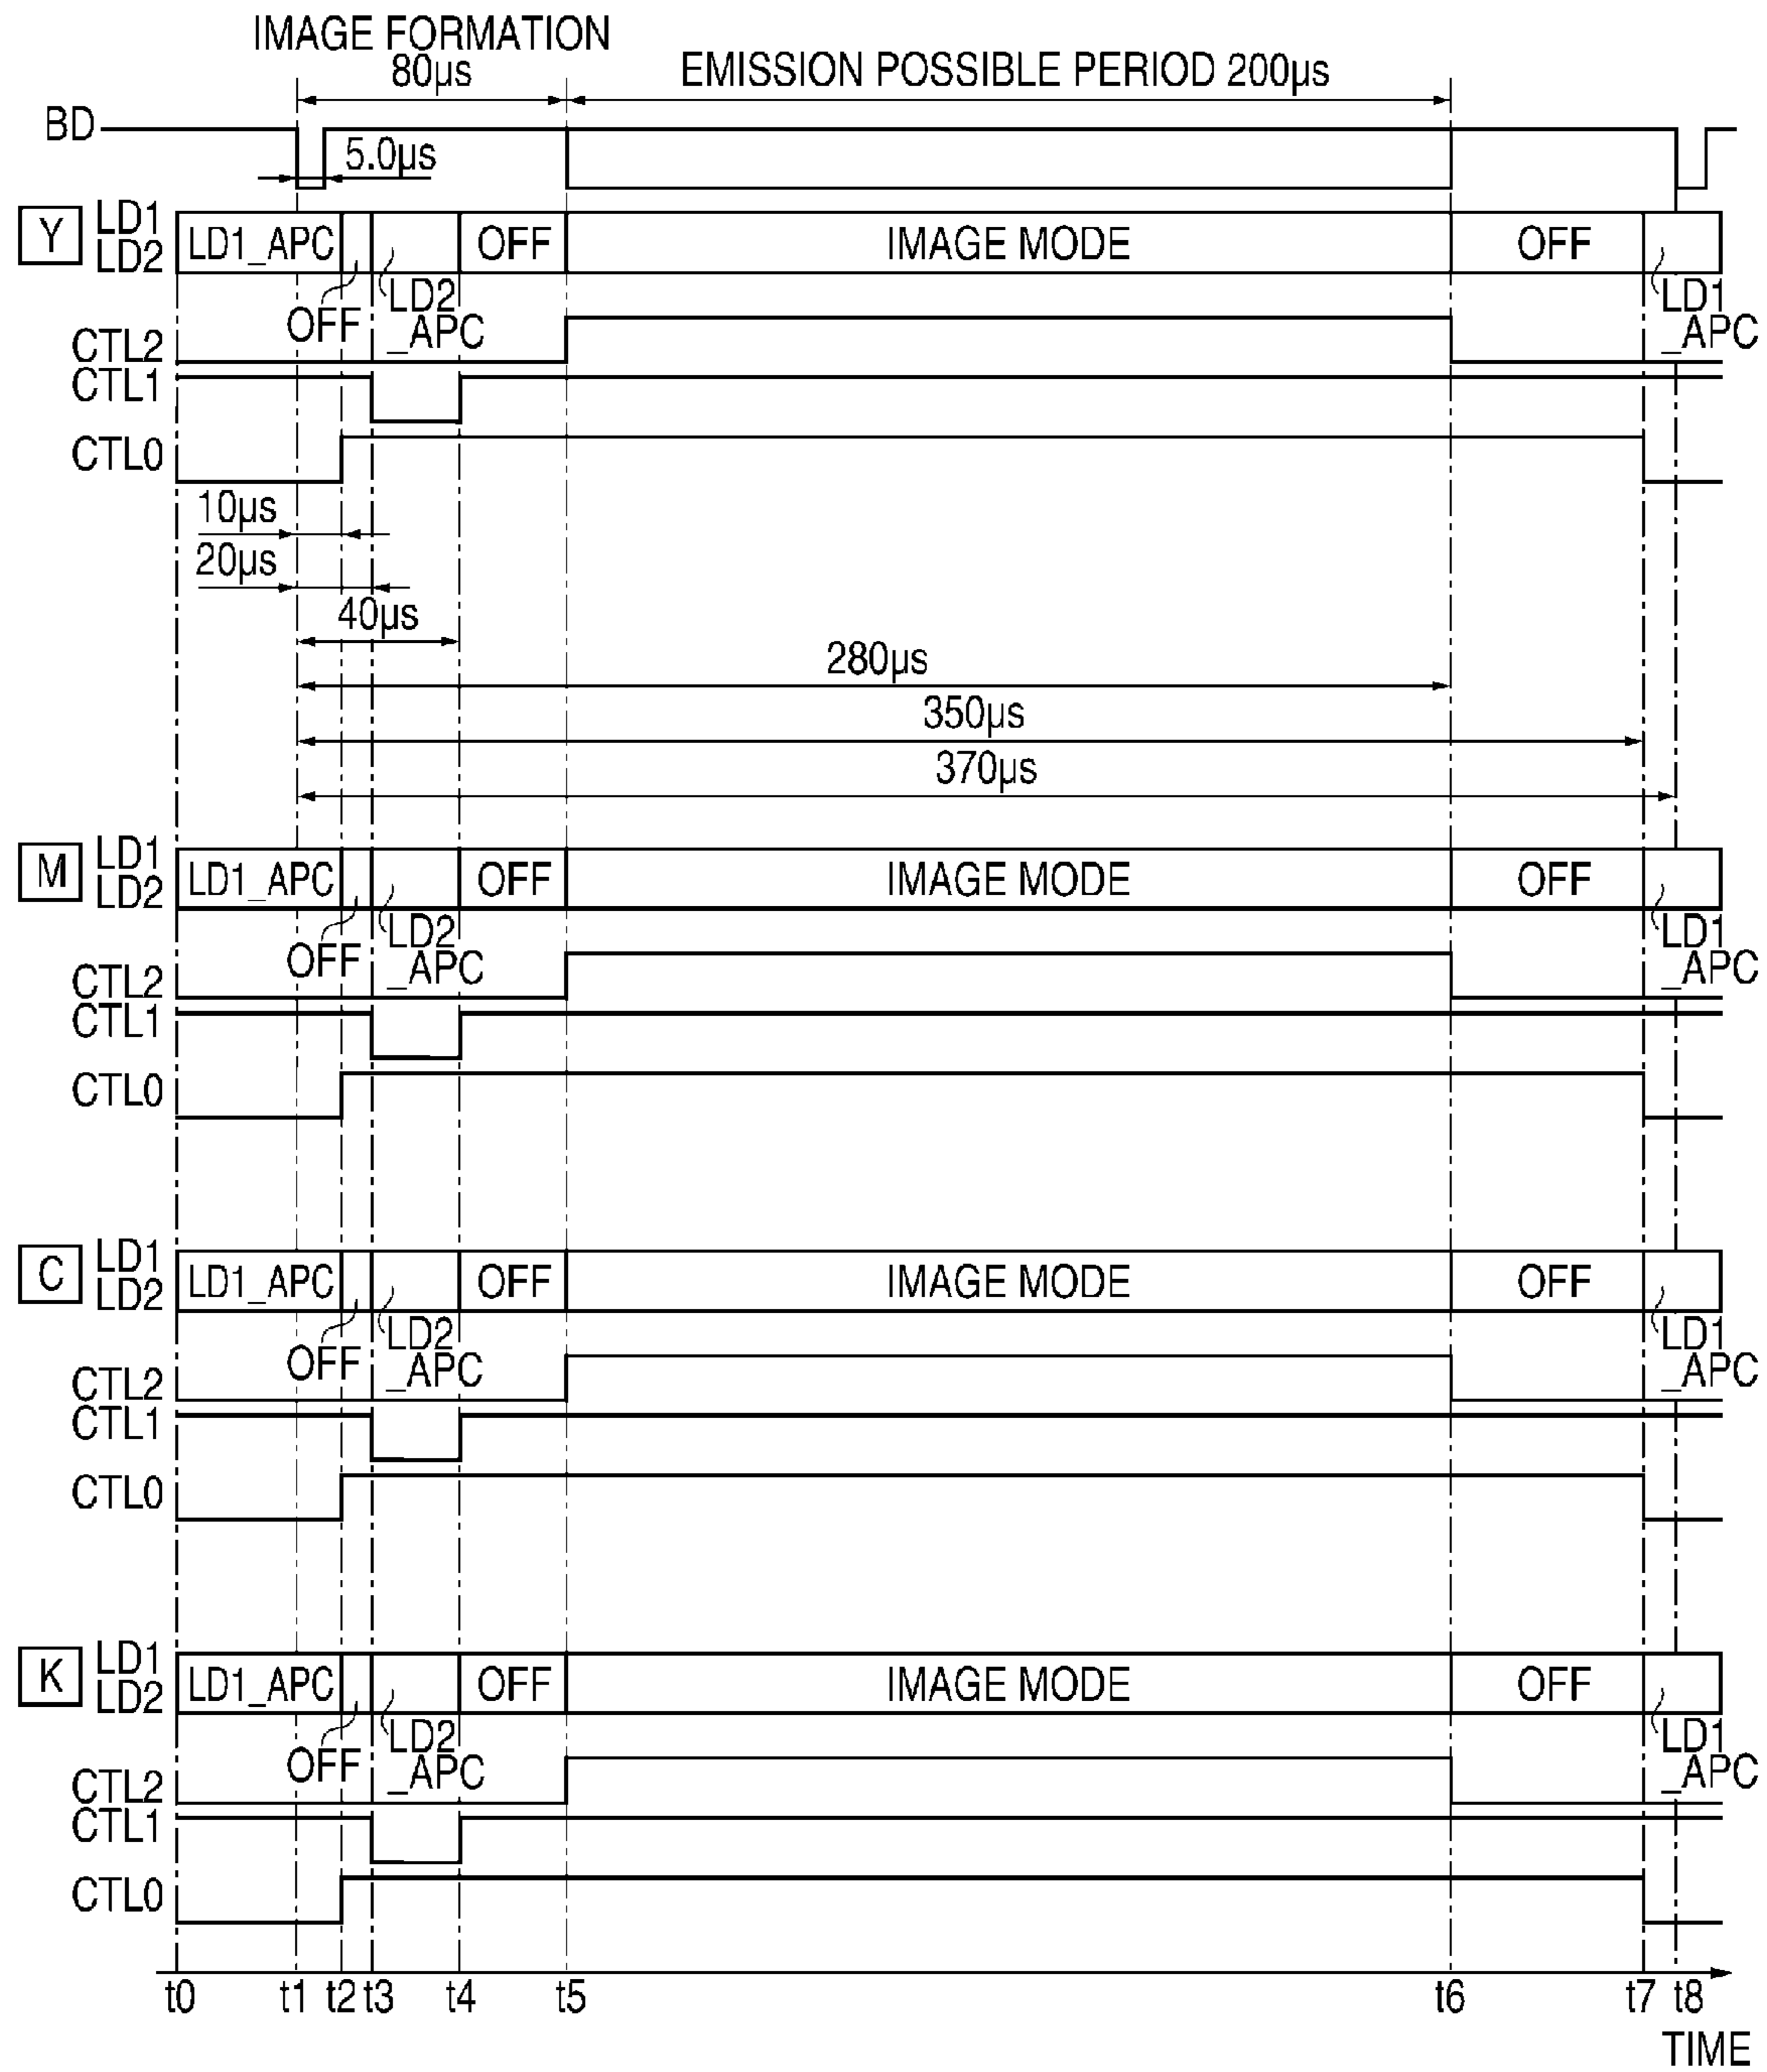 IMAGE FORMATION
80µs
EMISSION POSSIBLE PERIOD 200µs
BD
5.0µs
Y
LD1
LD2
LD1_APC
OFF
IMAGE MODE
OFF
OFF
LD2
_APC
LD1
_APC
CTL2
CTL1
CTL0
10µs
20µs
40µs
280µs
350µs
370µs
M
LD1
LD2
LD1_APC
OFF
IMAGE MODE
OFF
OFF
LD2
_APC
LD1
_APC
CTL2
CTL1
CTL0
C
LD1
LD2
LD1_APC
OFF
IMAGE MODE
OFF
OFF
LD2
_APC
LD1
_APC
CTL2
CTL1
CTL0
K
LD1
LD2
LD1_APC
OFF
IMAGE MODE
OFF
OFF
LD2
_APC
LD1
_APC
CTL2
CTL1
CTL0
t0 t1 t2 t3 t4 t5 t6 t7 t8
TIME